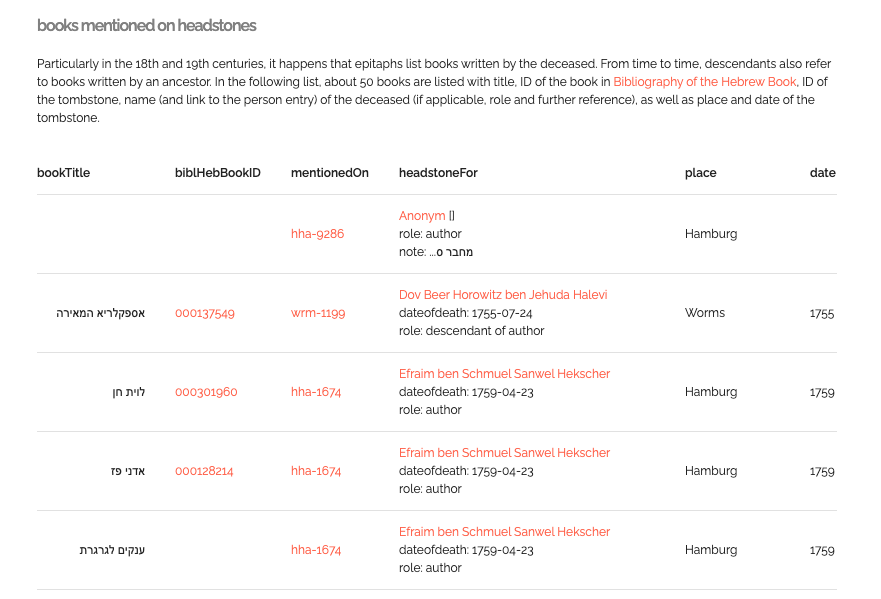 books mentioned on headstones
Particularly in the 18th and 19th centuries, it happens that epitaphs list books written by the deceased. From time to time, descendants also refer
to books written by an ancestor. In the following list, about 50 books are listed with title, ID of the book in Bibliography of the Hebrew Book, ID of
the tombstone, name (and link to the person entry) of the deceased (if applicable, role and further reference), as well as place and date of the
tombstone.
bookTitle biblHebBookID mentionedOn headstoneFor place date
Anonym []
hha-9286 role: author Hamburg
note: מחבר ס...
Dov Beer Horowitz ben Jehuda Halevi
אספקלריא המאירה 000137549 wrm-1199 dateofdeath: 1755-07-24 Worms 1755
role: descendant of author
Efraim ben Schmuel Sanwel Hekscher
לוית חן 000301960 hha-1674 dateofdeath: 1759-04-23 Hamburg 1759
role: author
Efraim ben Schmuel Sanwel Hekscher
אדני פז 000128214 hha-1674 dateofdeath: 1759-04-23 Hamburg 1759
role: author
Efraim ben Schmuel Sanwel Hekscher
ענקים לגרגרת hha-1674 dateofdeath: 1759-04-23 Hamburg 1759
role: author